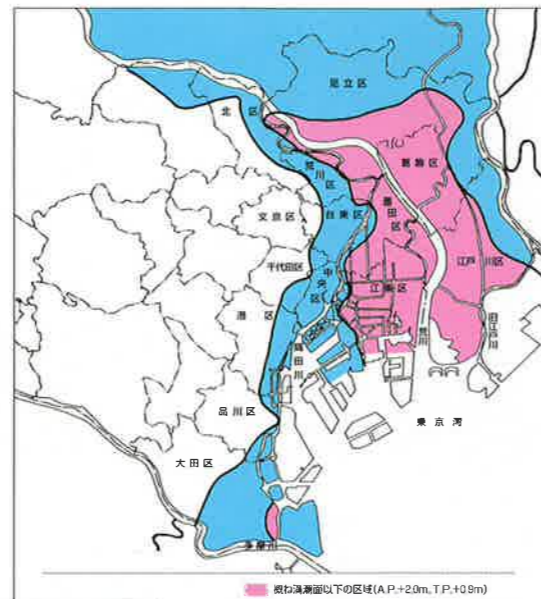 足立区
北区
葛飾区
荒川区
墨田区
台東区
文京区
江戸川区
千代田区
中央区
江東区
港区
隅田川
荒川
旧江戸川
品川区
東京湾
大田区
多摩川
概ね満潮面以下の区域(A.P.+2.0m,T.P.+0.9m)